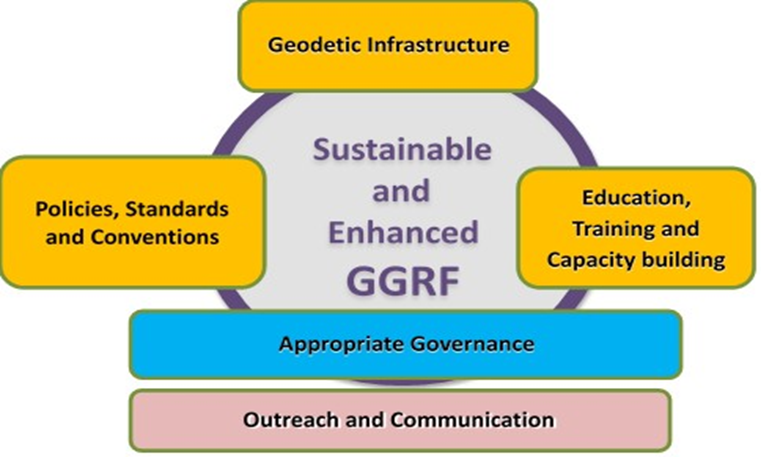 Geodetic Infrastructure
Sustainable
and
Enhanced
GGRF
Policies, Standards
and Conventions
Education,
Training and
Capacity building
Appropriate Governance
Outreach and Communication